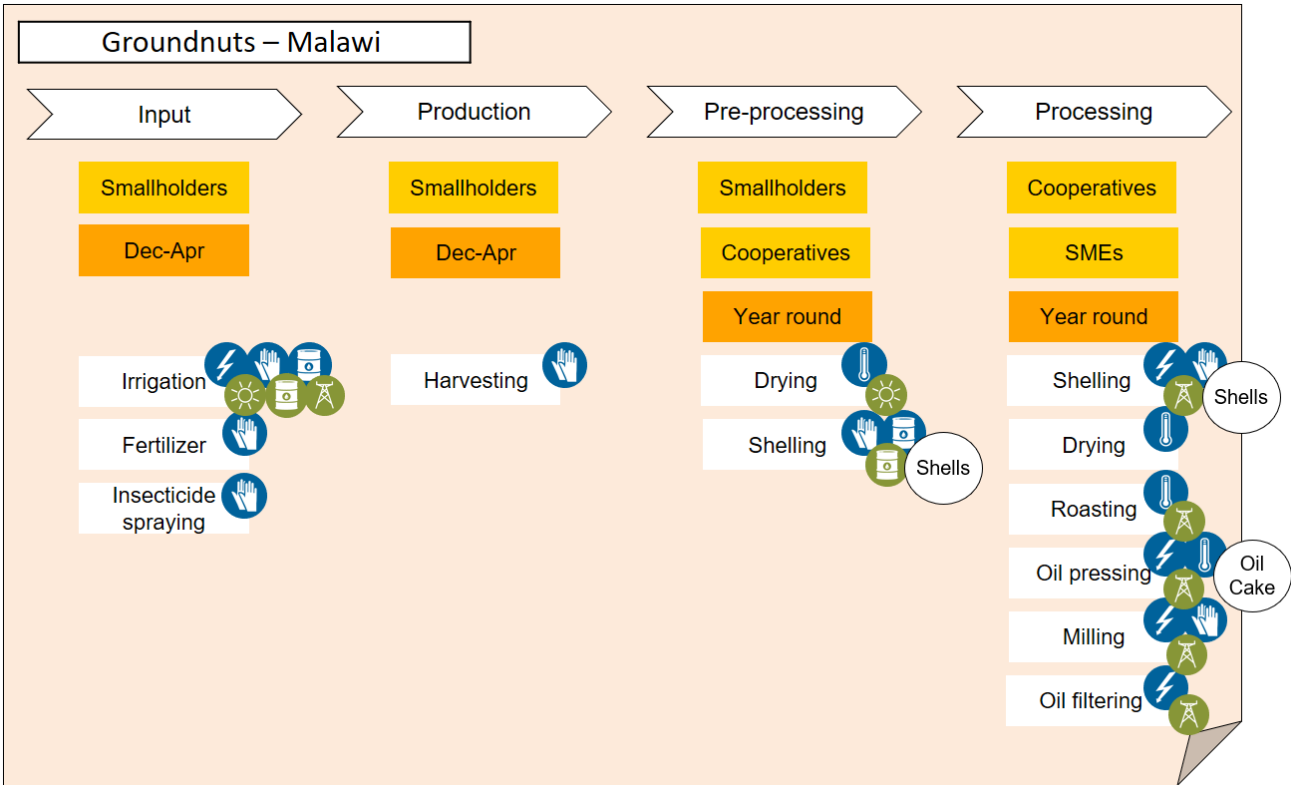 Groundnuts – Malawi
Input
Production
Pre-processing
Processing
Smallholders
Dec-Apr
Irrigation
Fertilizer
Insecticide
spraying
Smallholders
Dec-Apr
Harvesting
Smallholders
Cooperatives
Year round
Drying
Shelling
Shells
Cooperatives
SMEs
Year round
Shelling
Shells
Drying
Roasting
Oil pressing
Oil
Cake
Milling
Oil filtering